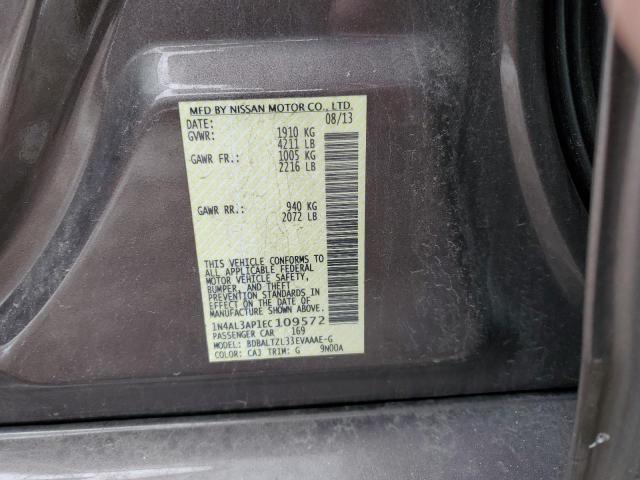 MFD BY NISSAN MOTOR CO., LTD.
DATE: 08/13
GVWR: 1910 KG
4211 LB
GAWR FR.: 1005 KG
2216 LB
GAWR RR.: 940 KG
2072 LB
THIS VEHICLE CONFORMS TO
ALL APPLICABLE FEDERAL
MOTOR VEHICLE SAFETY,
BUMPER, AND THEFT
PREVENTION STANDARDS IN
EFFECT ON THE DATE OF
MANUFACTURE SHOWN ABOVE.
1N4AL3AP1EC109572
PASSENGER CAR 169
MODEL: BDBALTZL33EVAAAE-G
COLOR: CAJ TRIM: G 9N00A